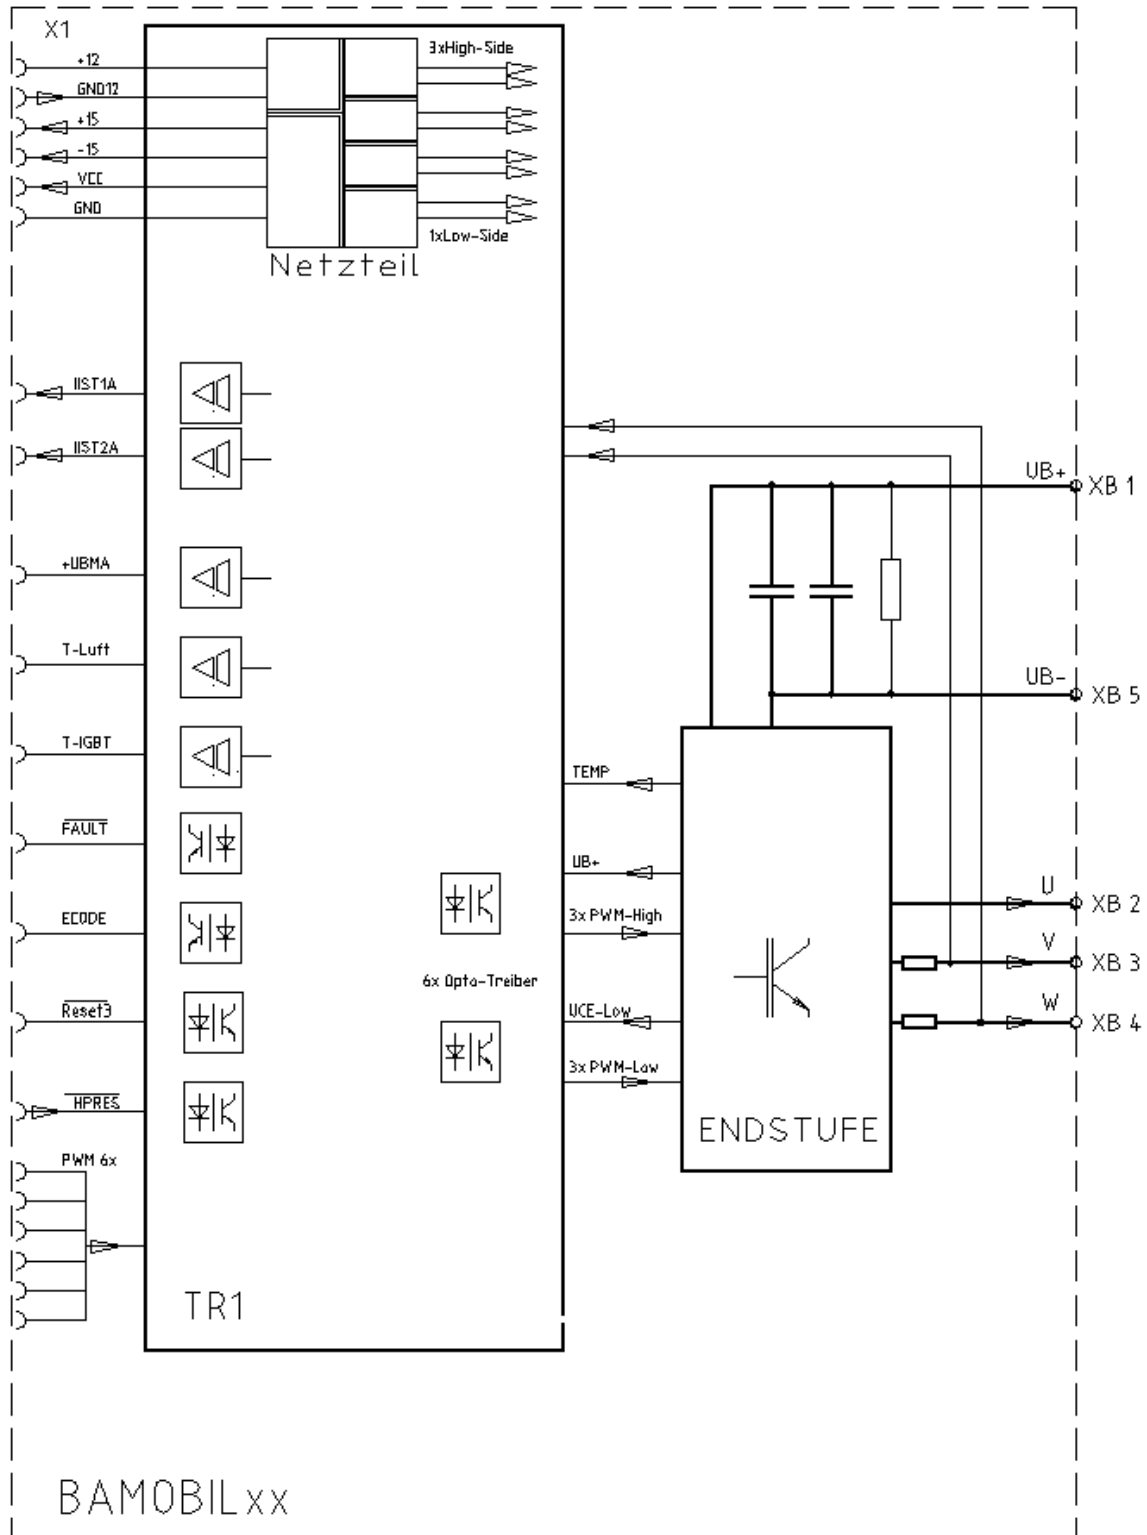 X1
+12
GND12
+15
-15
VCC
GND
3xHigh-Side
1xLow-Side
Netzteil
IIST1A
IIST2A
+UBMA
T-Luft
T-IGBT
FAULT
ECODE
Reset3
HPRES
PWM 6x
6x Opto-Treiber
TR1
TEMP
UB+
3x PWM-High
UCE-Low
3x PWM-Low
ENDSTUFE
UB+
XB 1
UB-
XB 5
U
XB 2
V
XB 3
W
XB 4
BAMOBILxx